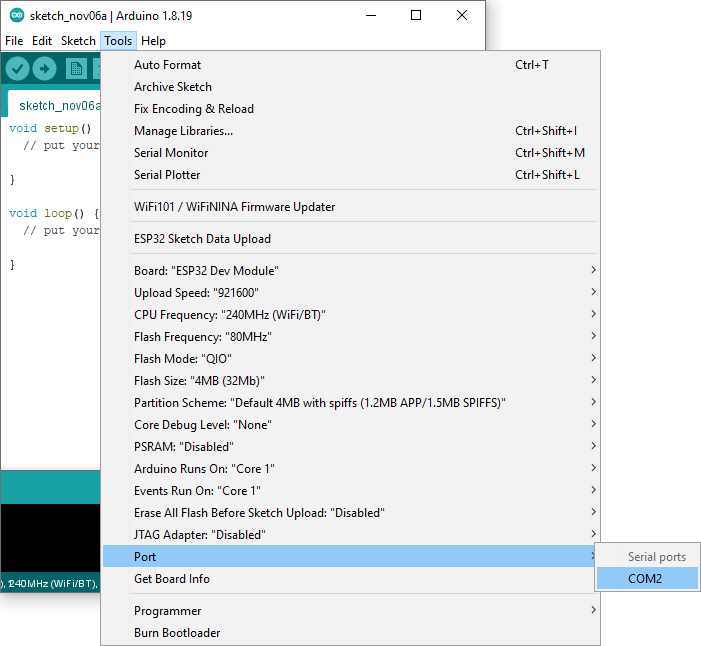 sketch_nov06a | Arduino 1.8.19
File Edit Sketch Tools Help
sketch_nov06a
void setup()
// put your
}
void loop() {
// put your
}
Auto Format Ctrl+T
Archive Sketch
Fix Encoding & Reload
Manage Libraries... Ctrl+Shift+I
Serial Monitor Ctrl+Shift+M
Serial Plotter Ctrl+Shift+L
WiFi101 / WiFiNINA Firmware Updater
ESP32 Sketch Data Upload
Board: "ESP32 Dev Module"
Upload Speed: "921600"
CPU Frequency: "240MHz (WiFi/BT)"
Flash Frequency: "80MHz"
Flash Mode: "QIO"
Flash Size: "4MB (32Mb)"
Partition Scheme: "Default 4MB with spiffs (1.2MB APP/1.5MB SPIFFS)"
Core Debug Level: "None"
PSRAM: "Disabled"
Arduino Runs On: "Core 1"
Events Run On: "Core 1"
Erase All Flash Before Sketch Upload: "Disabled"
JTAG Adapter: "Disabled"
Port
Serial ports
COM2
Get Board Info
Programmer
Burn Bootloader
240MHz (WiFi/BT),